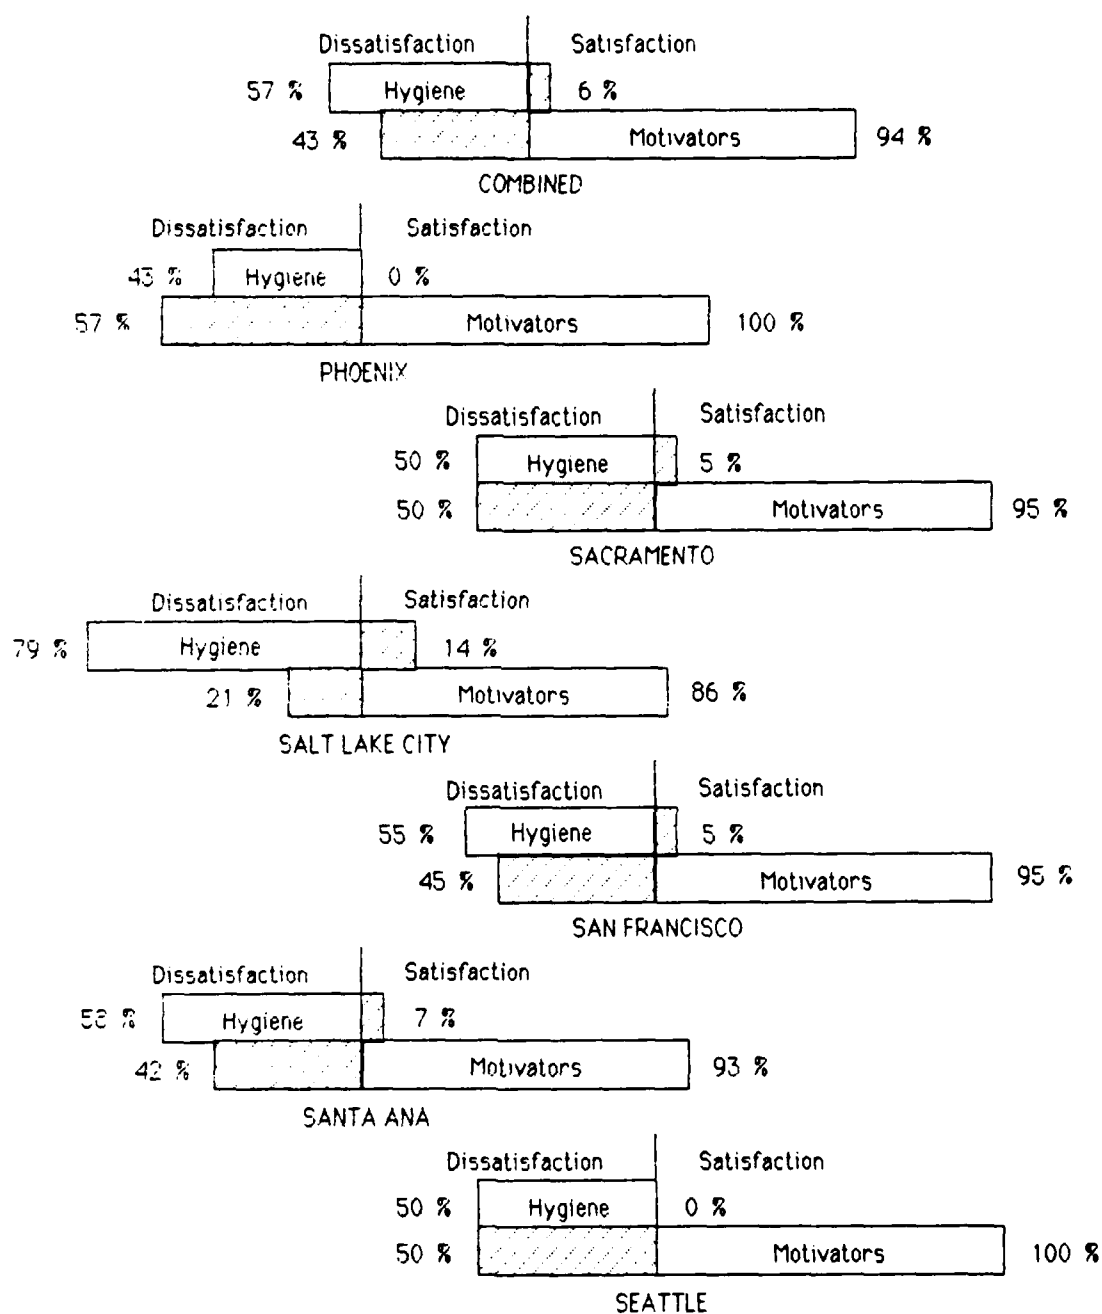 Dissatisfaction Satisfaction
57 % Hygiene 6 %
43 % Motivators 94 %
COMBINED
Dissatisfaction Satisfaction
43 % Hygiene 0 %
57 % Motivators 100 %
PHOENIX
Dissatisfaction Satisfaction
50 % Hygiene 5 %
50 % Motivators 95 %
SACRAMENTO
Dissatisfaction Satisfaction
79 % Hygiene 14 %
21 % Motivators 86 %
SALT LAKE CITY
Dissatisfaction Satisfaction
55 % Hygiene 5 %
45 % Motivators 95 %
SAN FRANCISCO
Dissatisfaction Satisfaction
58 % Hygiene 7 %
42 % Motivators 93 %
SANTA ANA
Dissatisfaction Satisfaction
50 % Hygiene 0 %
50 % Motivators 100 %
SEATTLE